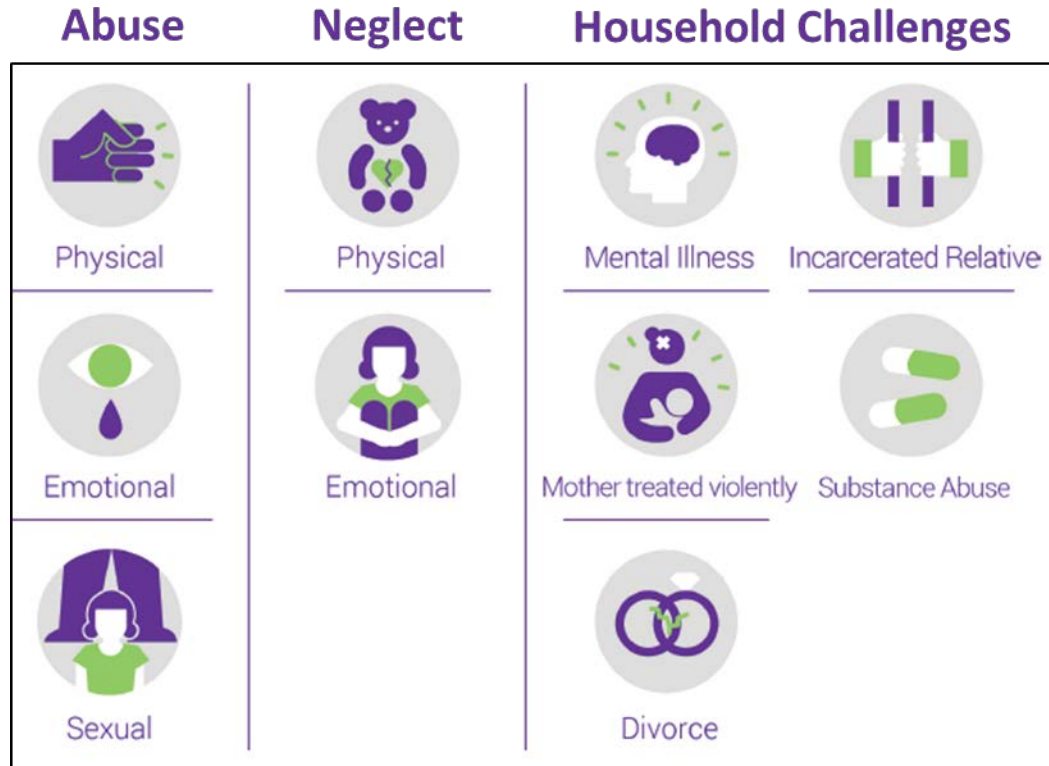 Abuse
Neglect
Household Challenges
Physical
Physical
Mental Illness
Incarcerated Relative
Emotional
Emotional
Mother treated violently
Substance Abuse
Sexual
Divorce